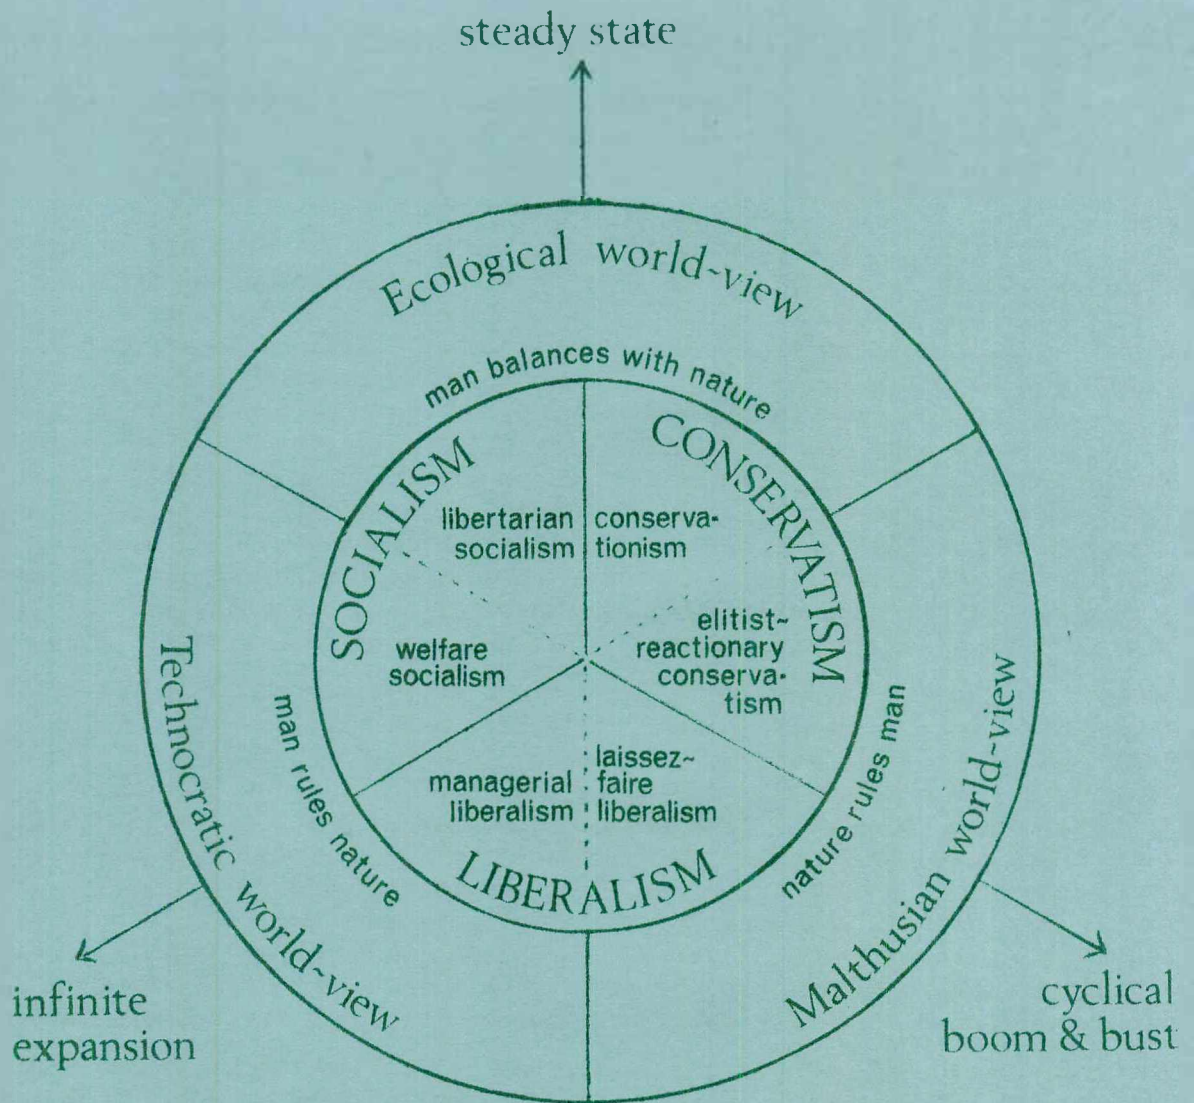 steady state
Ecological world-view
man balances with nature
SOCIALISM
CONSERVATISM
libertarian
socialism
conserva-
tionism
welfare
socialism
elitist-
reactionary
conserva-
tism
managerial
liberalism
laissez-
faire
liberalism
LIBERALISM
man rules nature
nature rules man
Technocratic world-view
Malthusian world-view
infinite
expansion
cyclical
boom & bust